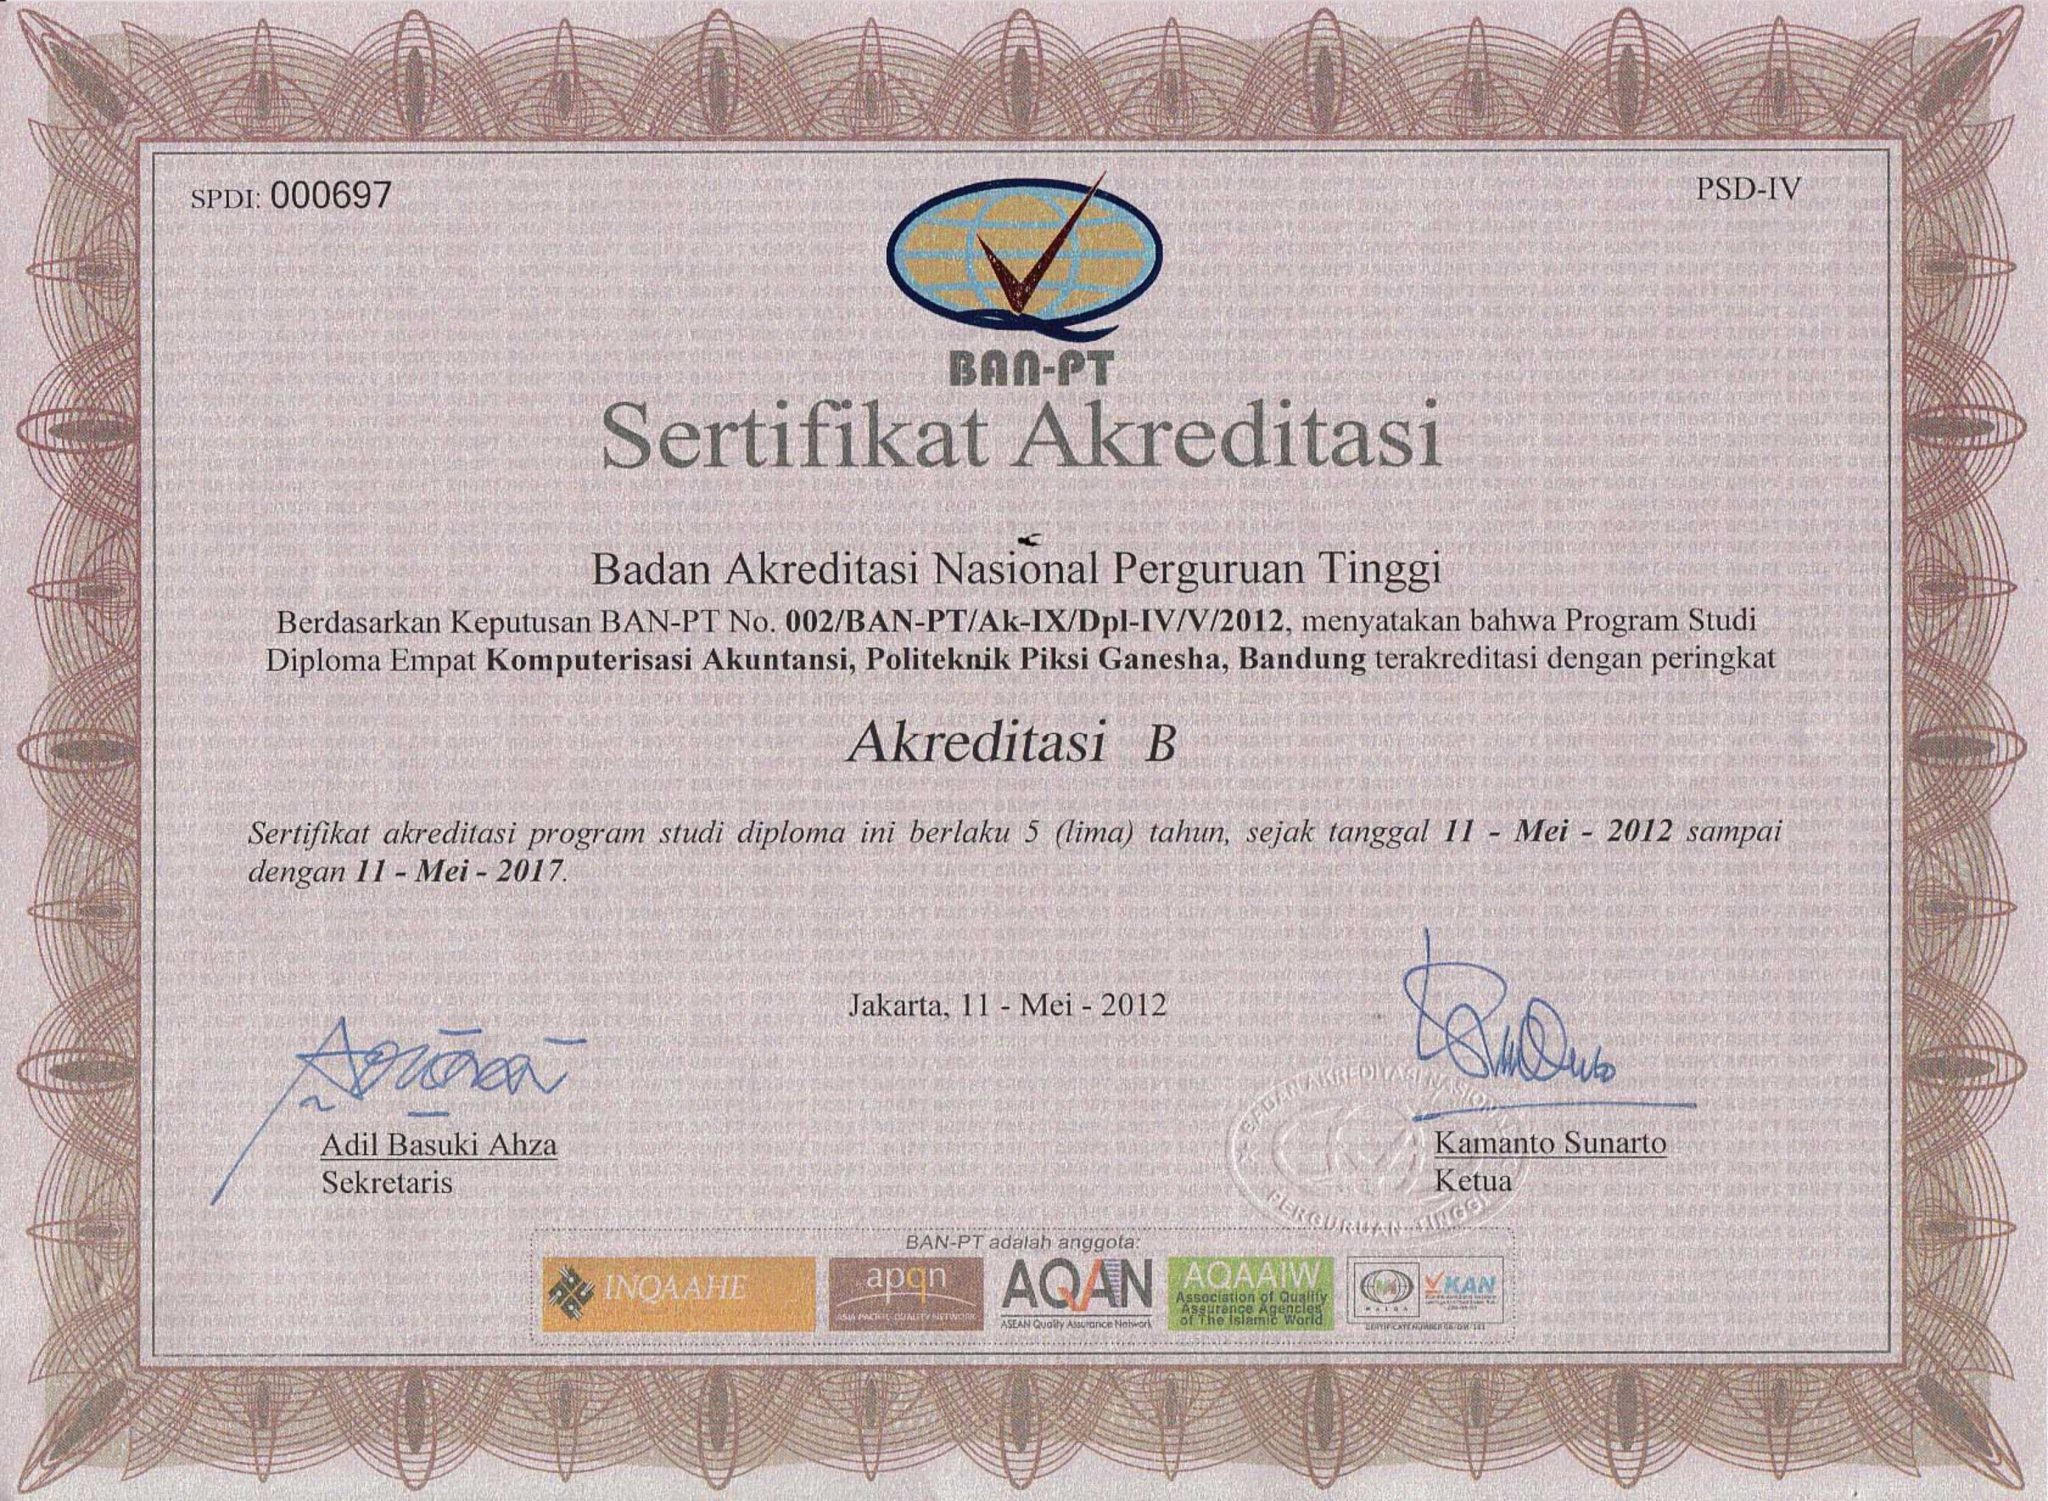 SPDI: 000697
PSD-IV
BAN-PT
Sertifikat Akreditasi
Badan Akreditasi Nasional Perguruan Tinggi
Berdasarkan Keputusan BAN-PT No. 002/BAN-PT/Ak-IX/Dpl-IV/V/2012, menyatakan bahwa Program Studi
Diploma Empat Komputerisasi Akuntansi, Politeknik Piksi Ganesha, Bandung terakreditasi dengan peringkat
Akreditasi B
Sertifikat akreditasi program studi diploma ini berlaku 5 (lima) tahun, sejak tanggal 11 - Mei - 2012 sampai
dengan 11 - Mei - 2017.
Jakarta, 11 - Mei - 2012
BADAN AKREDITASI NASIONAL
PERGURUAN TINGGI
Adil Basuki Ahza
Sekretaris
Kamanto Sunarto
Ketua
BAN-PT adalah anggota:
INQAAHE
apqn
ASIA PACIFIC QUALITY NETWORK
AQAN
ASEAN Quality Assurance Network
AQAAIW
Association of Quality
Assurance Agencies
of The Islamic World
KAN